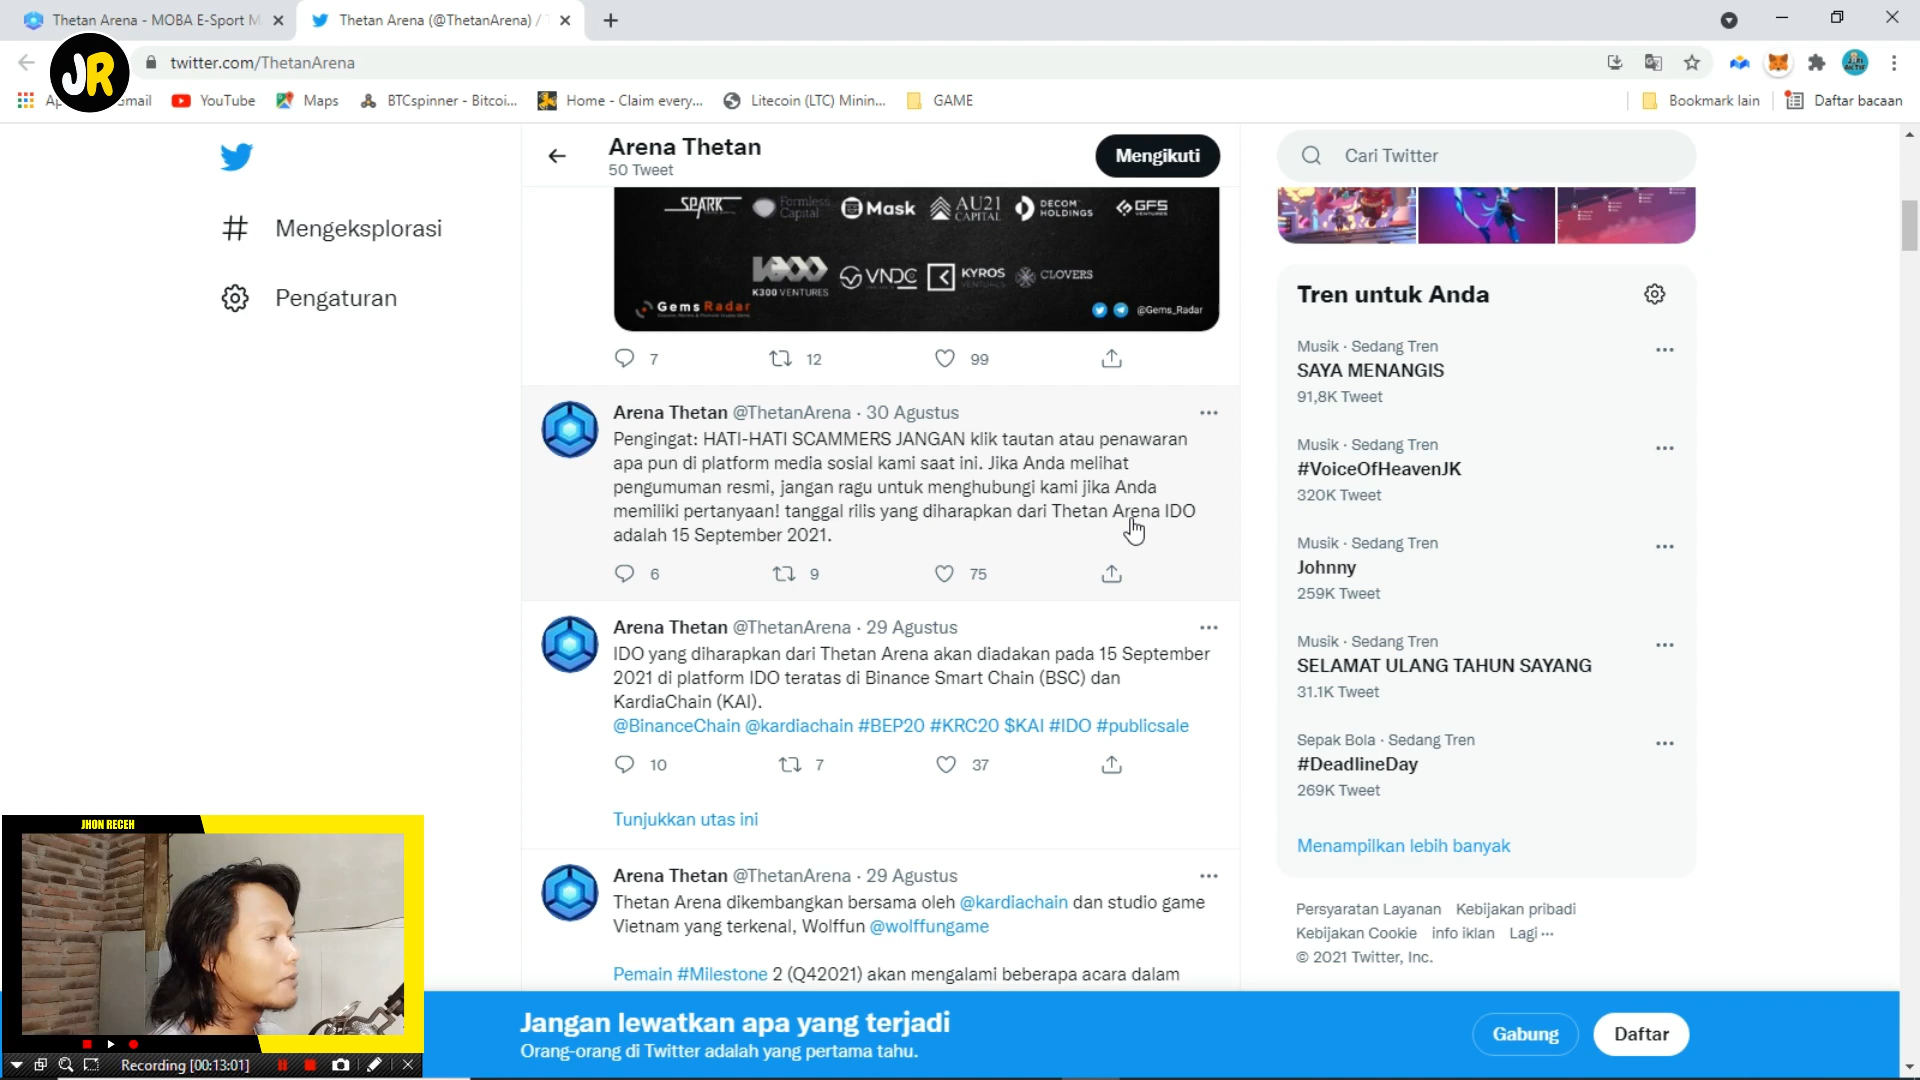 Thetan Arena - MOBA E-Sport M
Thetan Arena (@ThetanArena) / T
JR
twitter.com/ThetanArena
Gmail
YouTube
Maps
BTCspinner - Bitcoi...
Home - Claim every...
Litecoin (LTC) Minin...
GAME
Bookmark lain
Daftar bacaan
Arena Thetan
50 Tweet
Mengikuti
Cari Twitter
Mengeksplorasi
Pengaturan
SPARK
Formless Capital
Mask
AU21 CAPITAL
DECOM HOLDINGS
GFS VENTURES
K300 VENTURES
VNDC
KYROS VENTURES
CLOVERS
Gems Radar
@Gems_Radar
7 12 99
Arena Thetan @ThetanArena · 30 Agustus
Pengingat: HATI-HATI SCAMMERS JANGAN klik tautan atau penawaran
apa pun di platform media sosial kami saat ini. Jika Anda melihat
pengumuman resmi, jangan ragu untuk menghubungi kami jika Anda
memiliki pertanyaan! tanggal rilis yang diharapkan dari Thetan Arena IDO
adalah 15 September 2021.
6 9 75
Arena Thetan @ThetanArena · 29 Agustus
IDO yang diharapkan dari Thetan Arena akan diadakan pada 15 September
2021 di platform IDO teratas di Binance Smart Chain (BSC) dan
KardiaChain (KAI).
@BinanceChain @kardiachain #BEP20 #KRC20 $KAI #IDO #publicsale
10 7 37
Tunjukkan utas ini
Arena Thetan @ThetanArena · 29 Agustus
Thetan Arena dikembangkan bersama oleh @kardiachain dan studio game
Vietnam yang terkenal, Wolffun @wolffungame
Pemain #Milestone 2 (Q42021) akan mengalami beberapa acara dalam
Tren untuk Anda
Musik · Sedang Tren
SAYA MENANGIS
91,8K Tweet
Musik · Sedang Tren
#VoiceOfHeavenJK
320K Tweet
Musik · Sedang Tren
Johnny
259K Tweet
Musik · Sedang Tren
SELAMAT ULANG TAHUN SAYANG
31.1K Tweet
Sepak Bola · Sedang Tren
#DeadlineDay
269K Tweet
Menampilkan lebih banyak
Persyaratan Layanan Kebijakan pribadi
Kebijakan Cookie info iklan Lagi ···
© 2021 Twitter, Inc.
JHON RECEH
Recording [00:13:01]
Jangan lewatkan apa yang terjadi
Orang-orang di Twitter adalah yang pertama tahu.
Gabung
Daftar